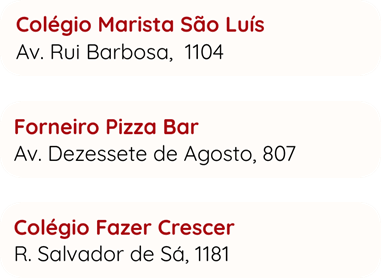 Colégio Marista São Luís
Av. Rui Barbosa, 1104
Forneiro Pizza Bar
Av. Dezessete de Agosto, 807
Colégio Fazer Crescer
R. Salvador de Sá, 1181